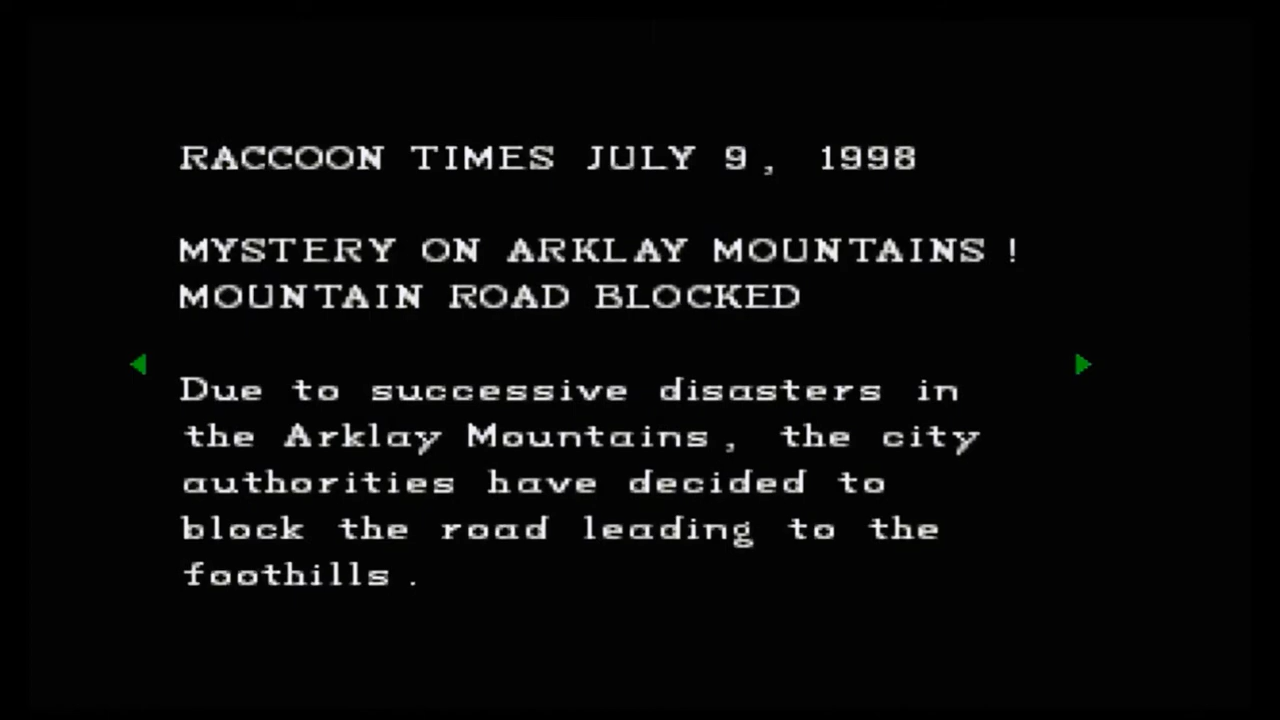 RACCOON TIMES JULY 9, 1998
MYSTERY ON ARKLAY MOUNTAINS !
MOUNTAIN ROAD BLOCKED
Due to successive disasters in
the Arklay Mountains, the city
authorities have decided to
block the road leading to the
foothills.